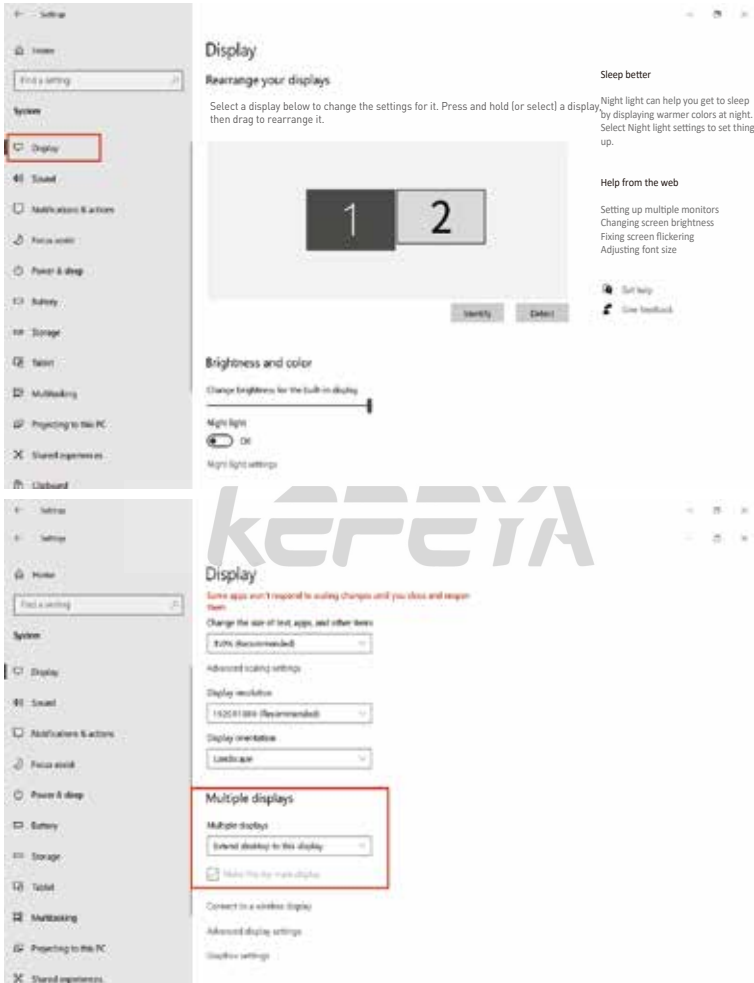 Settings
Home
Display
Find a setting
Rearrange your displays
System
Select a display below to change the settings for it. Press and hold (or select) a display,
then drag to rearrange it.
Display
Sound
Notifications & actions
Focus assist
Power & sleep
Battery
Storage
Tablet
Multitasking
Projecting to this PC
Shared experiences
Clipboard
1
2
Identify
Detect
Brightness and color
Change brightness for the built-in display
Night light
Off
Night light settings
Sleep better
Night light can help you get to sleep
by displaying warmer colors at night.
Select Night light settings to set thing
up.
Help from the web
Setting up multiple monitors
Changing screen brightness
Fixing screen flickering
Adjusting font size
Get help
Give feedback
KEPEYA
Settings
Settings
Home
Find a setting
System
Display
Sound
Notifications & actions
Focus assist
Power & sleep
Battery
Storage
Tablet
Multitasking
Projecting to this PC
Shared experiences
Display
Some apps won't respond to scaling changes until you close and reopen
them.
Change the size of text, apps, and other items
(Recommended)
Advanced scaling settings
Display resolution
(Recommended)
Display orientation
Landscape
Multiple displays
Multiple displays
Extend desktop to this display
Make this my main display
Connect to a wireless display
Advanced display settings
Graphics settings